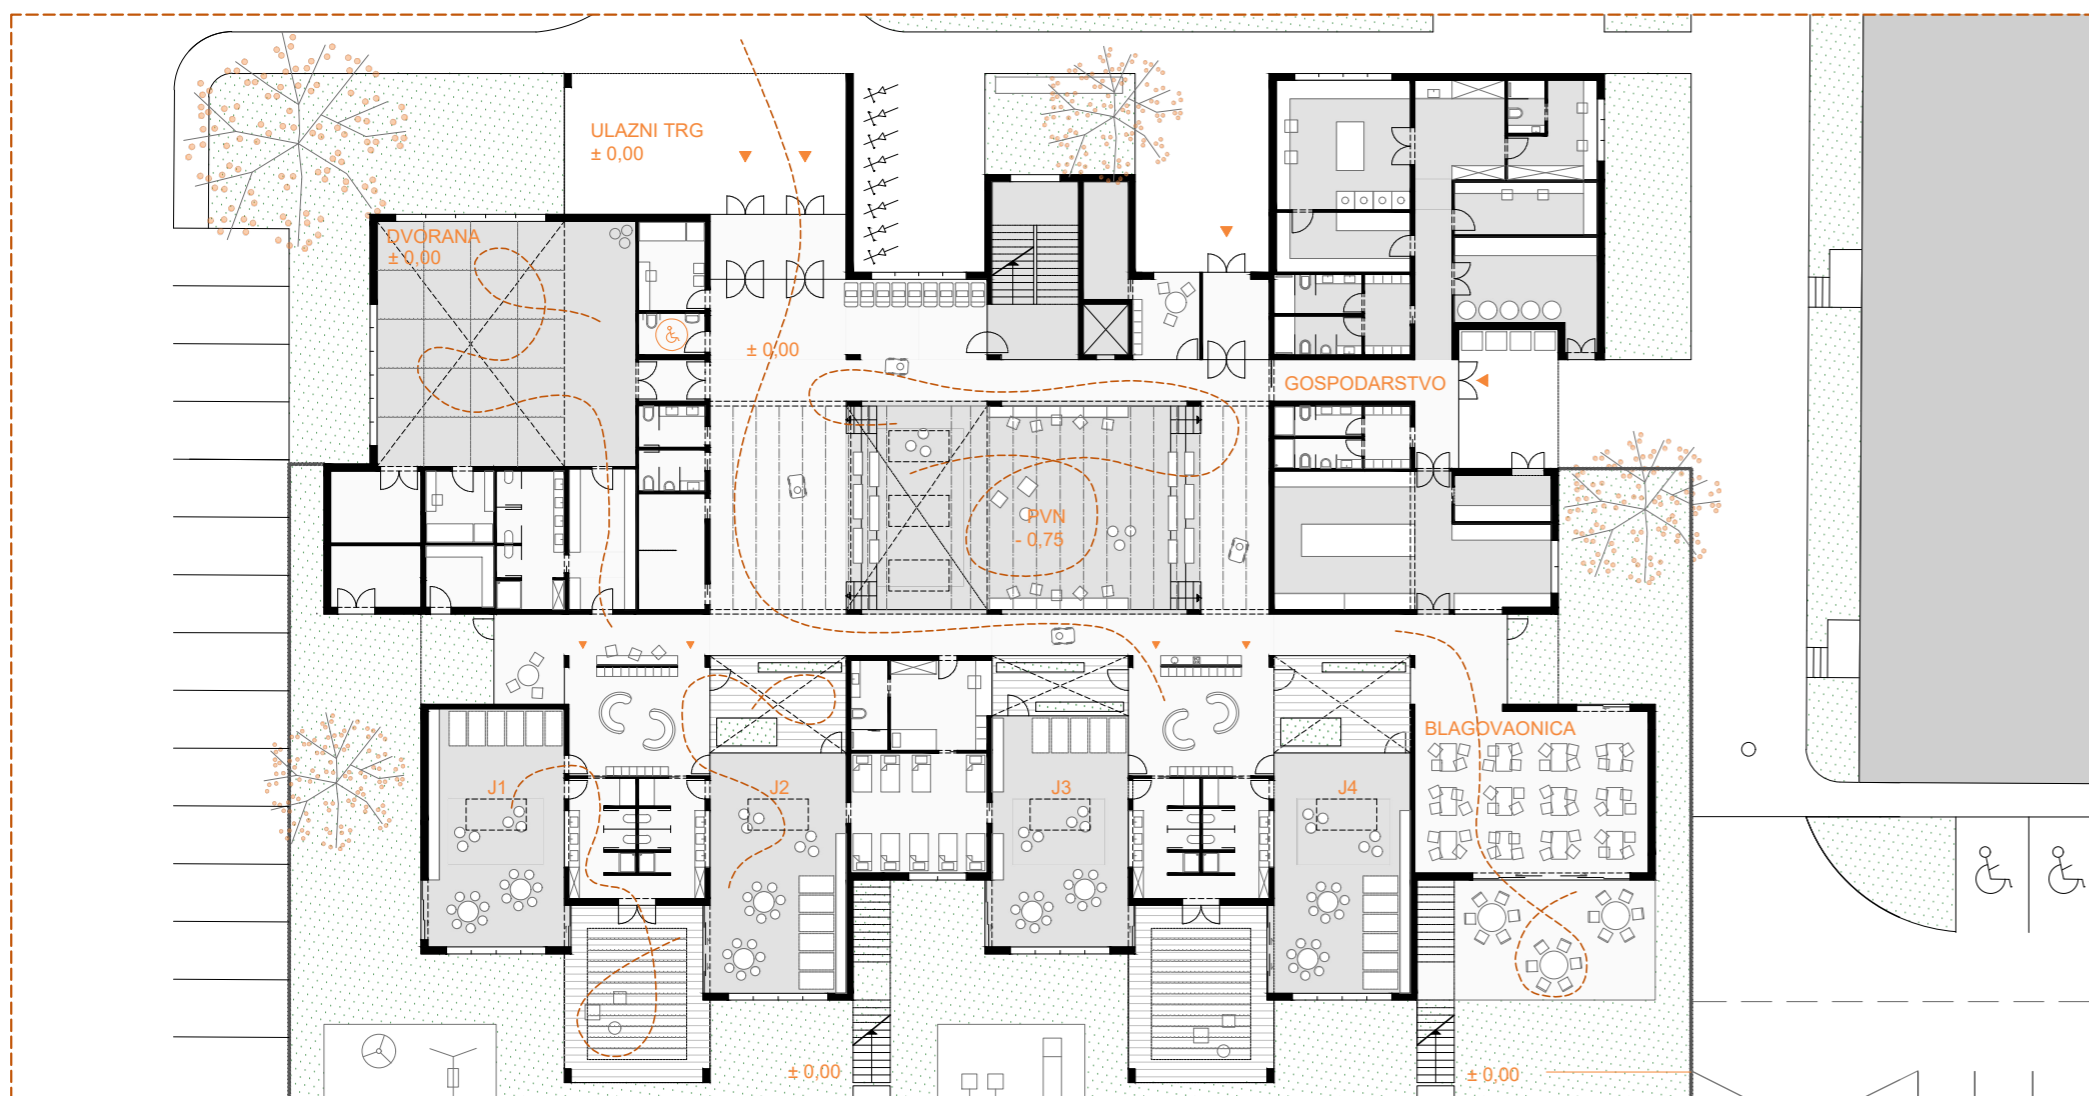 ULAZNI TRG
± 0,00
DVORANA
± 0,00
± 0,00
GOSPODARSTVO
PVN
- 0,75
BLAGOVAONICA
J1
J2
J3
J4
± 0,00
± 0,00